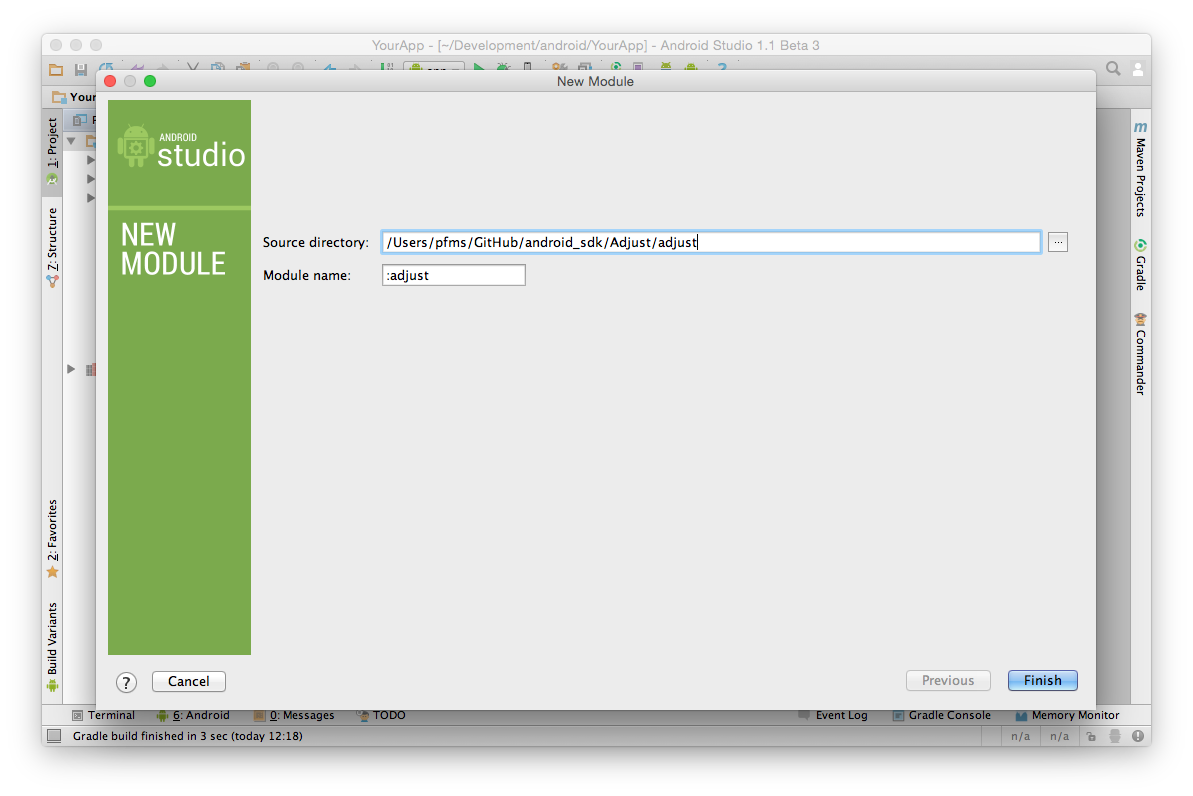 YourApp - [~/Development/android/YourApp] - Android Studio 1.1 Beta 3
New Module
1: Project
Z: Structure
2: Favorites
Build Variants
ANDROID
studio
NEW
MODULE
Source directory: /Users/pfms/GitHub/android_sdk/Adjust/adjust ...
Module name: :adjust
? Cancel Previous Finish
m Maven Projects
Gradle
Commander
Terminal 6: Android 0: Messages TODO Event Log Gradle Console Memory Monitor
Gradle build finished in 3 sec (today 12:18) n/a n/a